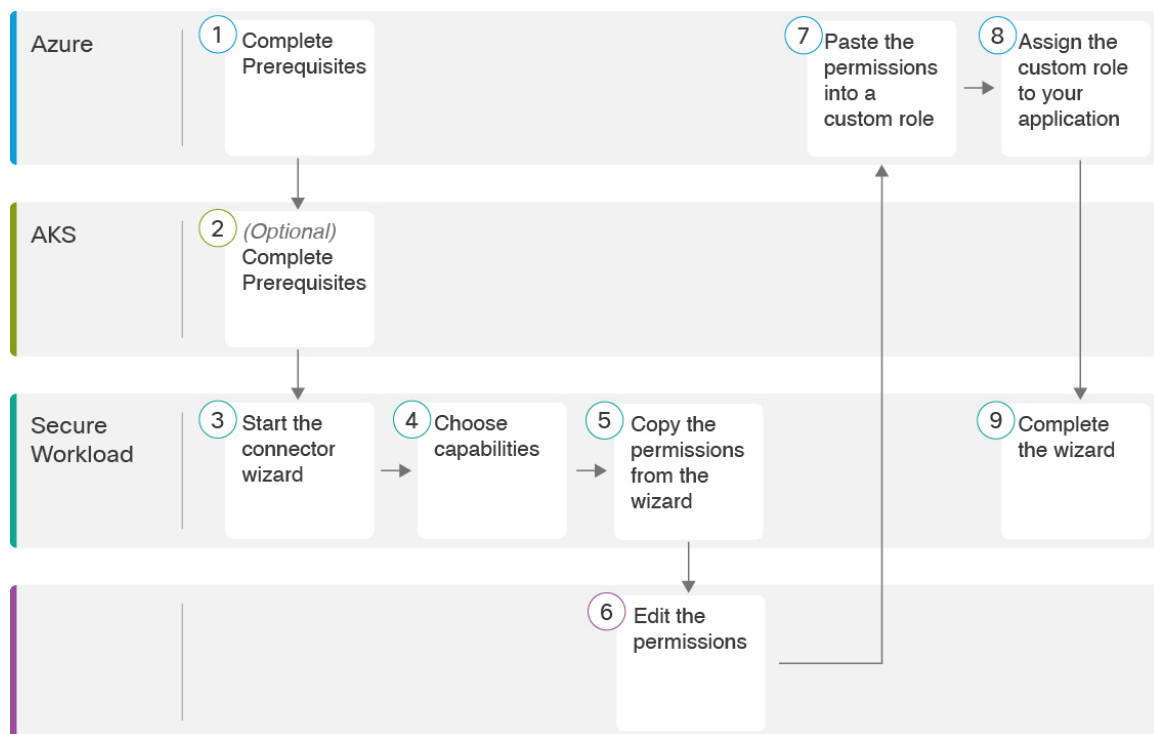 Azure
1
Complete
Prerequisites
7
Paste the
permissions
into a
custom role
8
Assign the
custom role
to your
application
AKS
2
(Optional)
Complete
Prerequisites
Secure
Workload
3
Start the
connector
wizard
4
Choose
capabilities
5
Copy the
permissions
from the
wizard
9
Complete
the wizard
6
Edit the
permissions